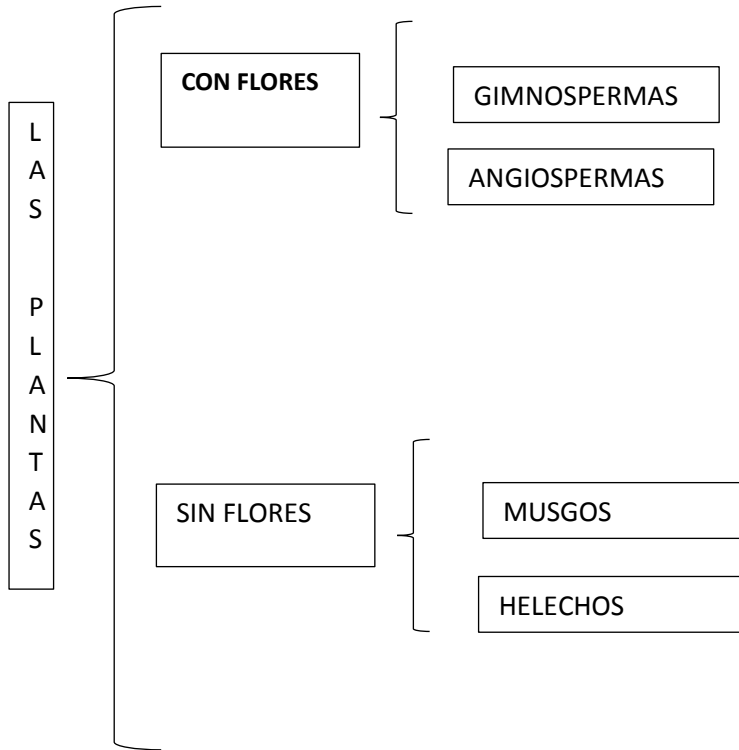 LAS PLANTAS
CON FLORES
GIMNOSPERMAS
ANGIOSPERMAS
SIN FLORES
MUSGOS
HELECHOS